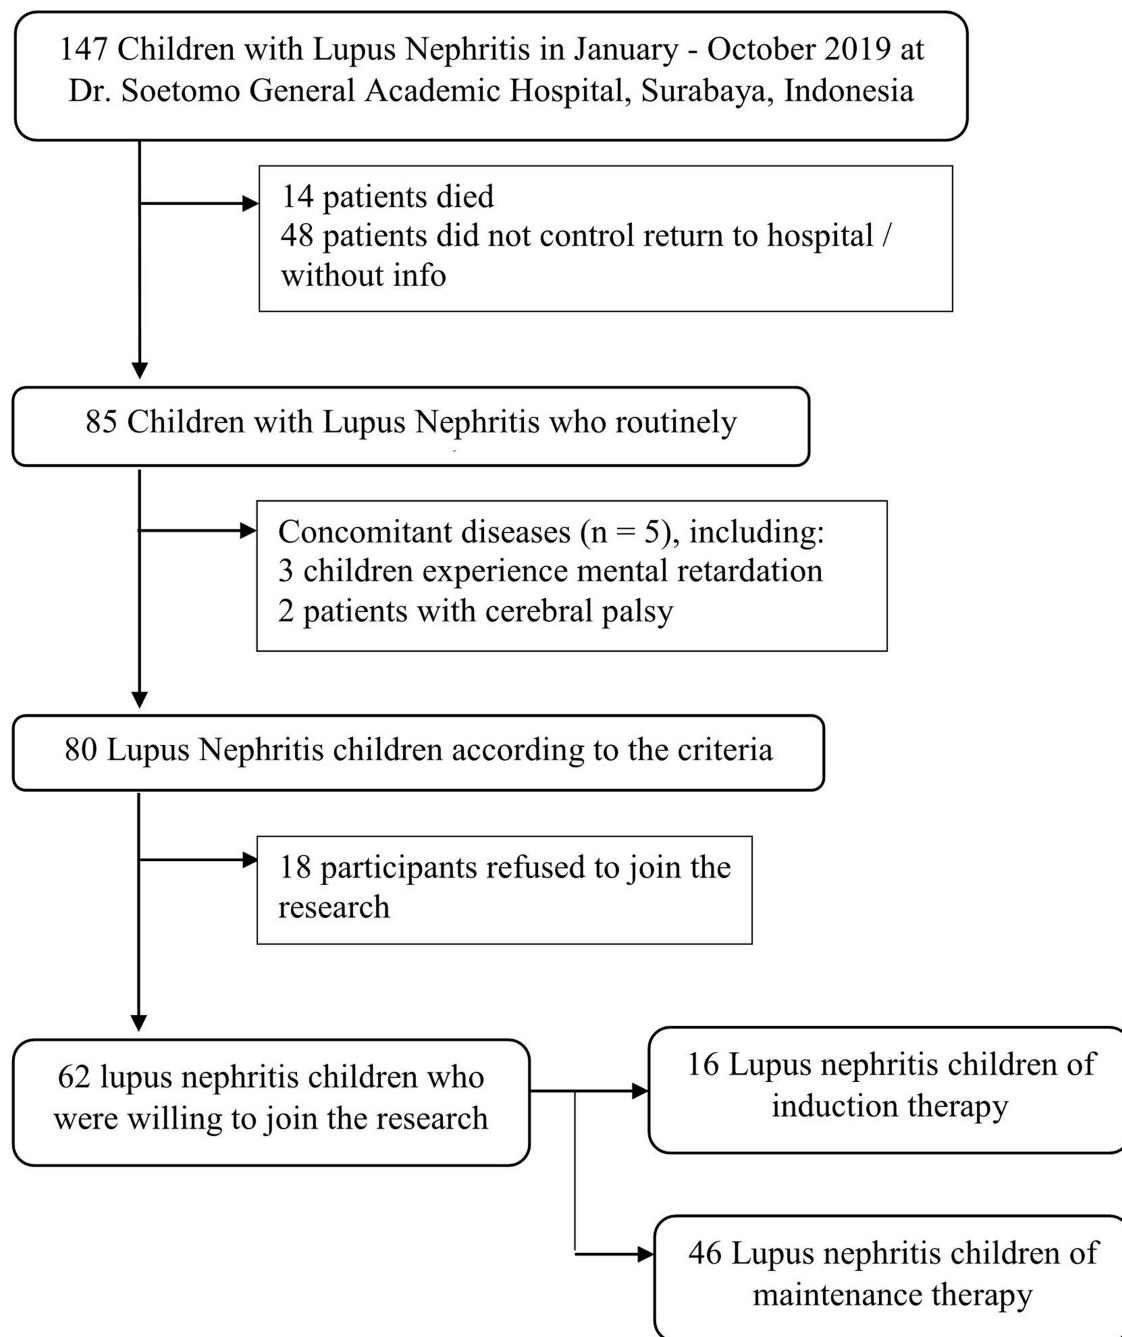 147 Children with Lupus Nephritis in January - October 2019 at
Dr. Soetomo General Academic Hospital, Surabaya, Indonesia
14 patients died
48 patients did not control return to hospital /
without info
85 Children with Lupus Nephritis who routinely
Concomitant diseases (n = 5), including:
3 children experience mental retardation
2 patients with cerebral palsy
80 Lupus Nephritis children according to the criteria
18 participants refused to join the
research
62 lupus nephritis children who
were willing to join the research
16 Lupus nephritis children of
induction therapy
46 Lupus nephritis children of
maintenance therapy